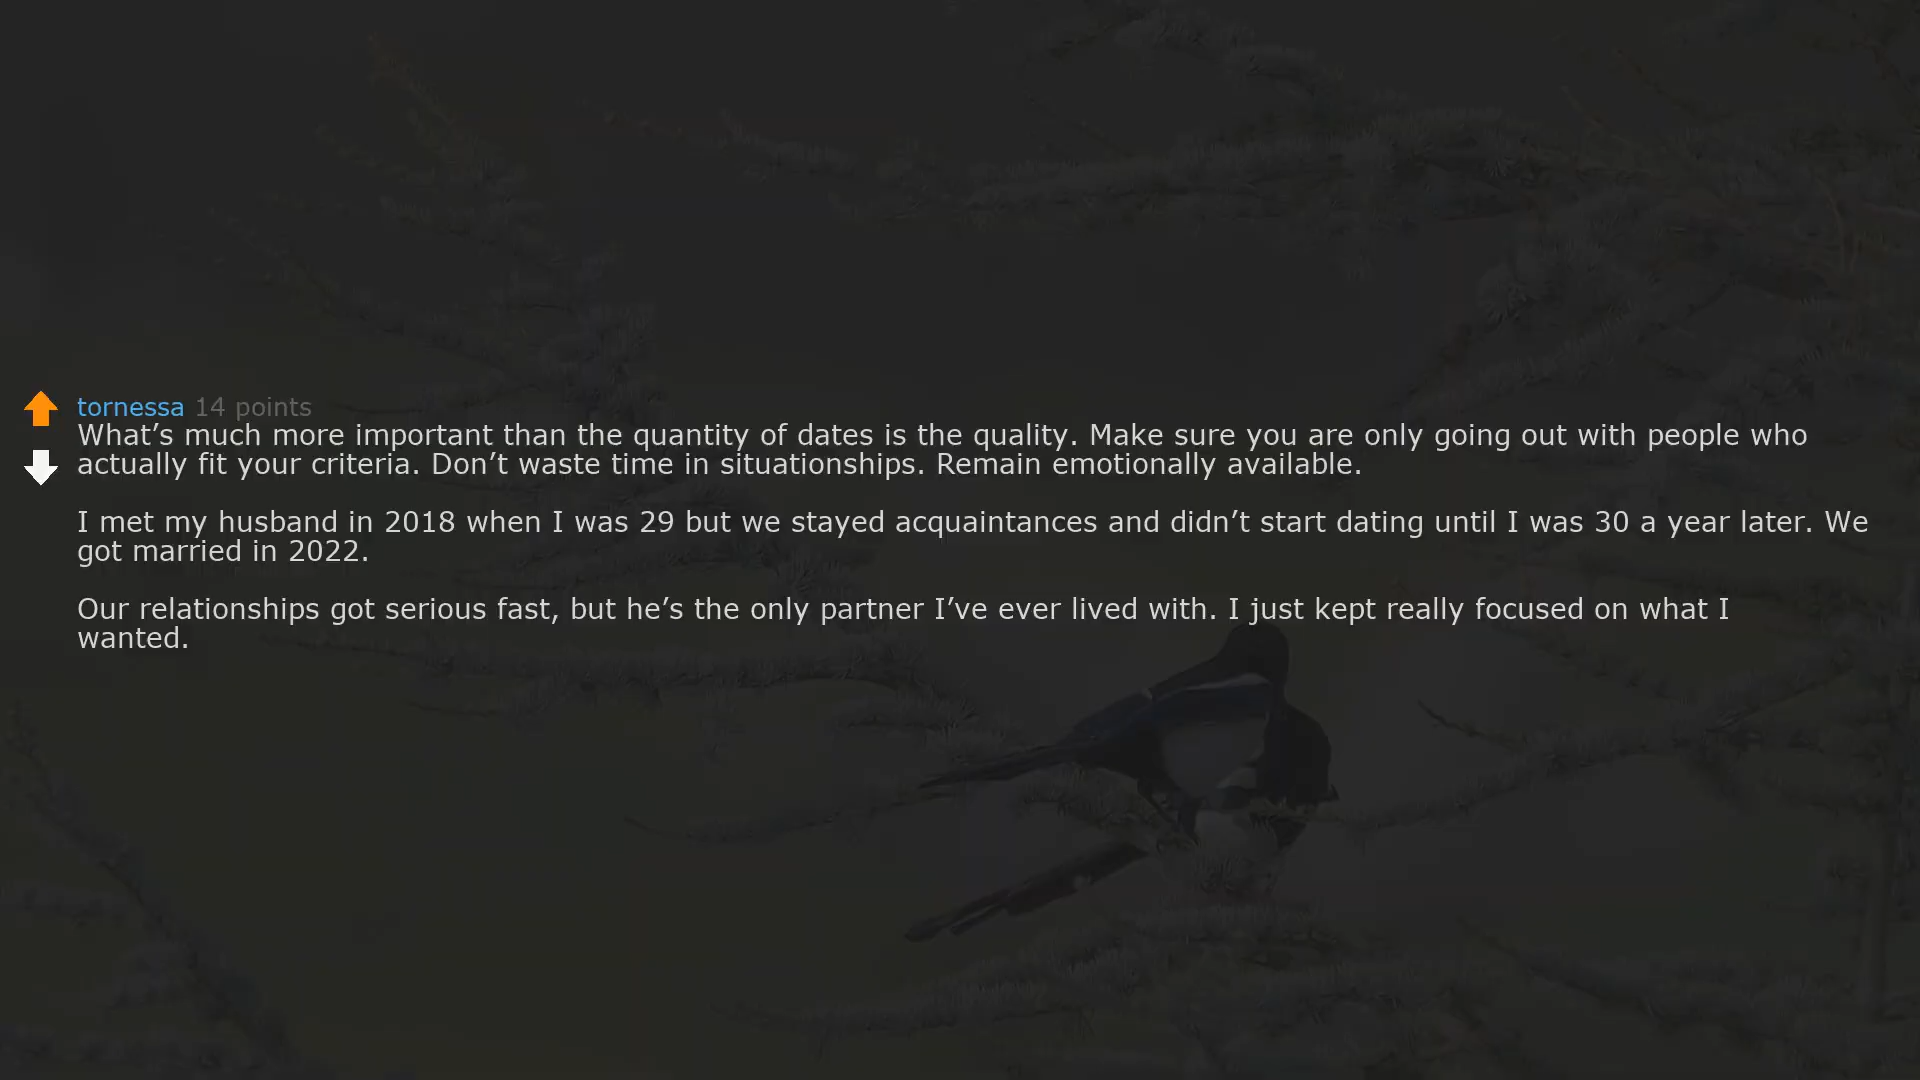 tornessa 14 points
What’s much more important than the quantity of dates is the quality. Make sure you are only going out with people who
actually fit your criteria. Don’t waste time in situationships. Remain emotionally available.
I met my husband in 2018 when I was 29 but we stayed acquaintances and didn’t start dating until I was 30 a year later. We
got married in 2022.
Our relationships got serious fast, but he’s the only partner I’ve ever lived with. I just kept really focused on what I
wanted.